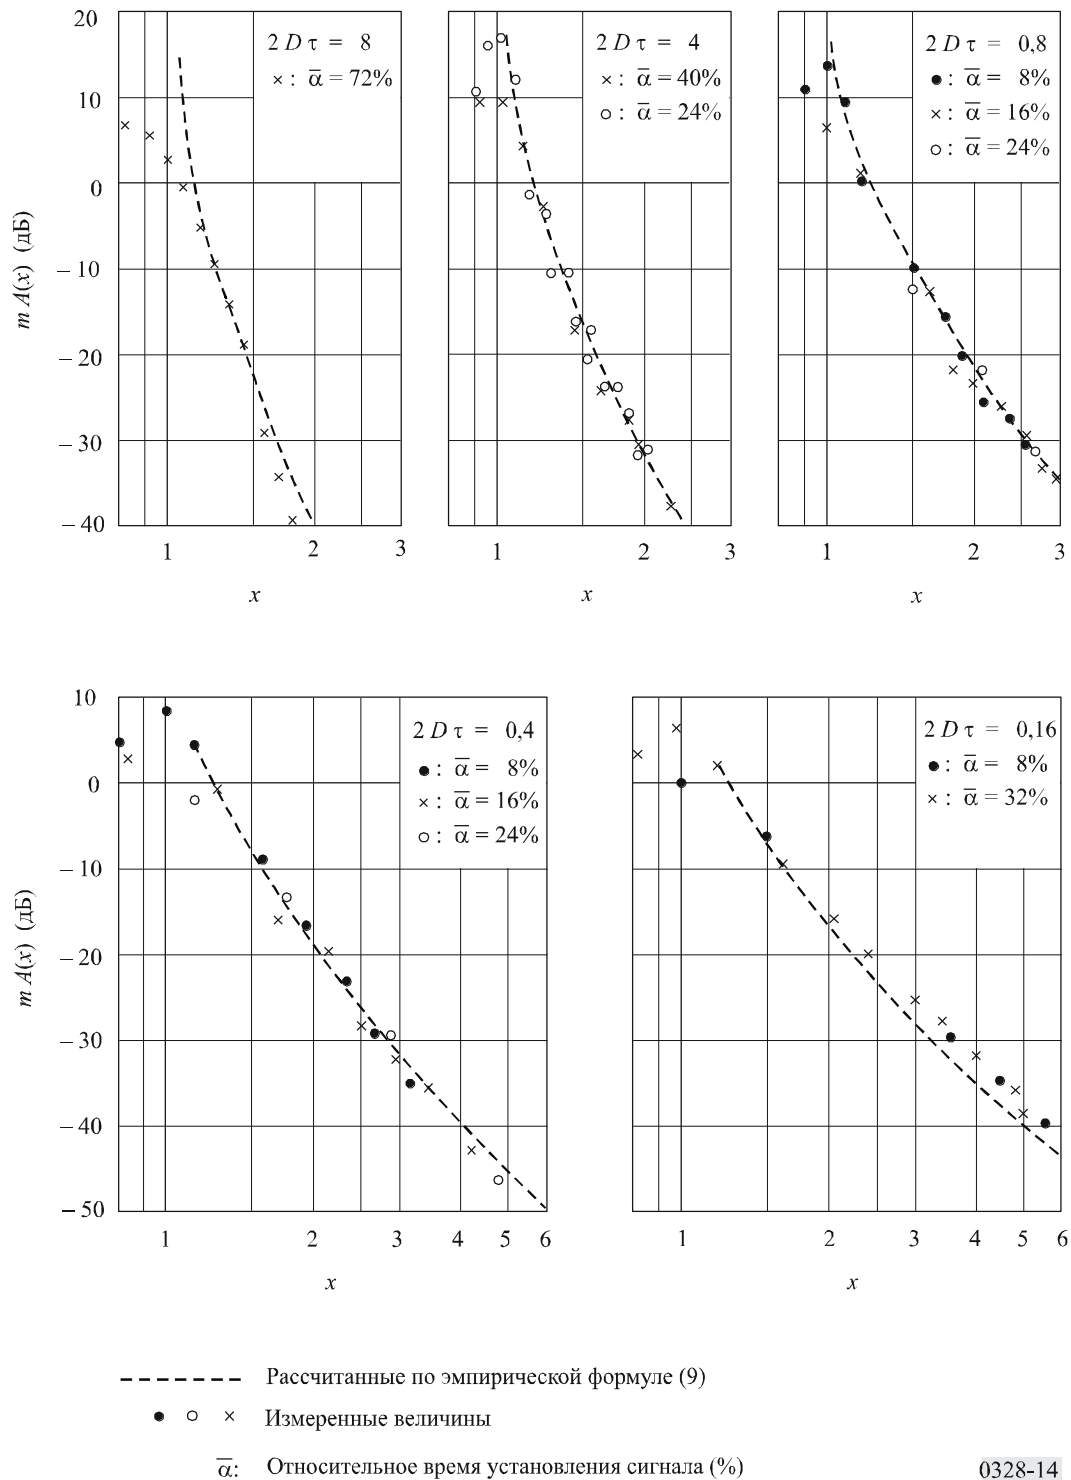 20
10
0
– 10
– 20
– 30
– 40
m A(x) (дБ)
2 D τ = 8
×: α̅ = 72%
1 2 3
x
2 D τ = 4
×: α̅ = 40%
○: α̅ = 24%
1 2 3
x
2 D τ = 0,8
●: α̅ = 8%
×: α̅ = 16%
○: α̅ = 24%
1 2 3
x
10
0
– 10
– 20
– 30
– 40
– 50
m A(x) (дБ)
2 D τ = 0,4
●: α̅ = 8%
×: α̅ = 16%
○: α̅ = 24%
1 2 3 4 5 6
x
2 D τ = 0,16
●: α̅ = 8%
×: α̅ = 32%
1 2 3 4 5 6
x
Рассчитанные по эмпирической формуле (9)
● ○ × Измеренные величины
α̅: Относительное время установления сигнала (%)
0328-14